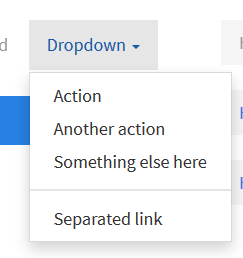 Dropdown
Action
Another action
Something else here
Separated link